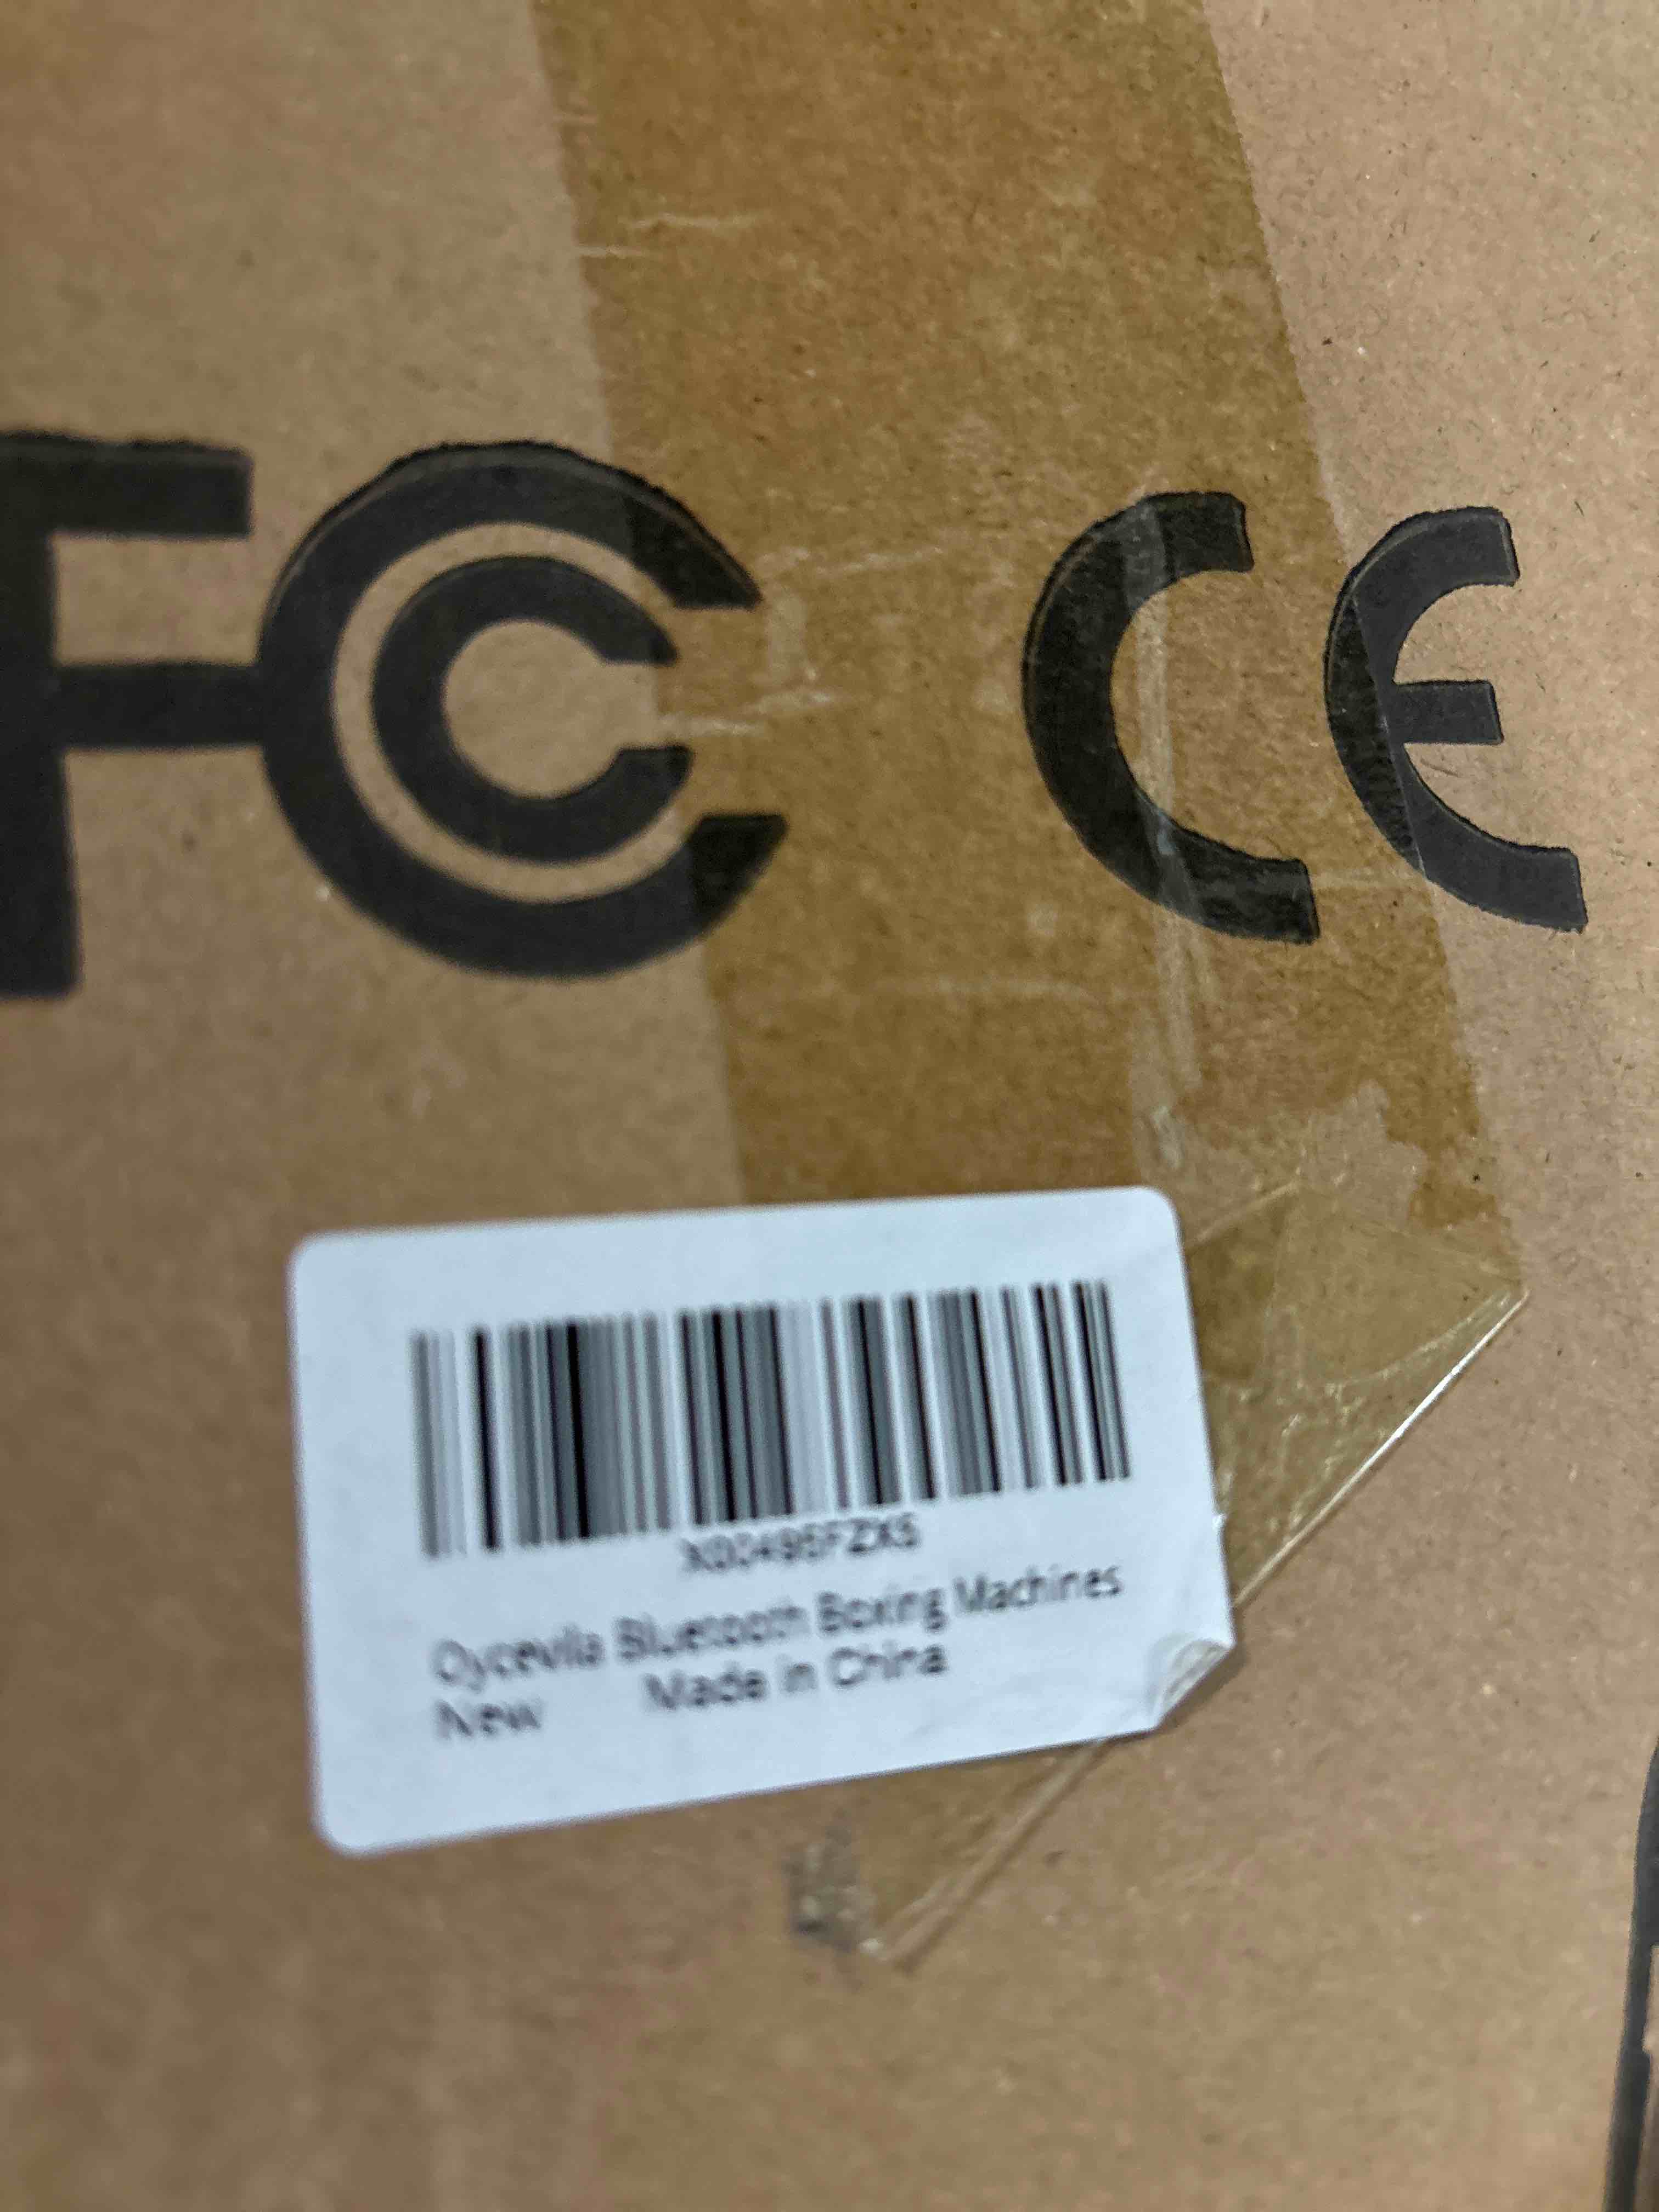 FC CE
X00495FZX5
Oycevila Bluetooth Boxing Machines
New Made in China